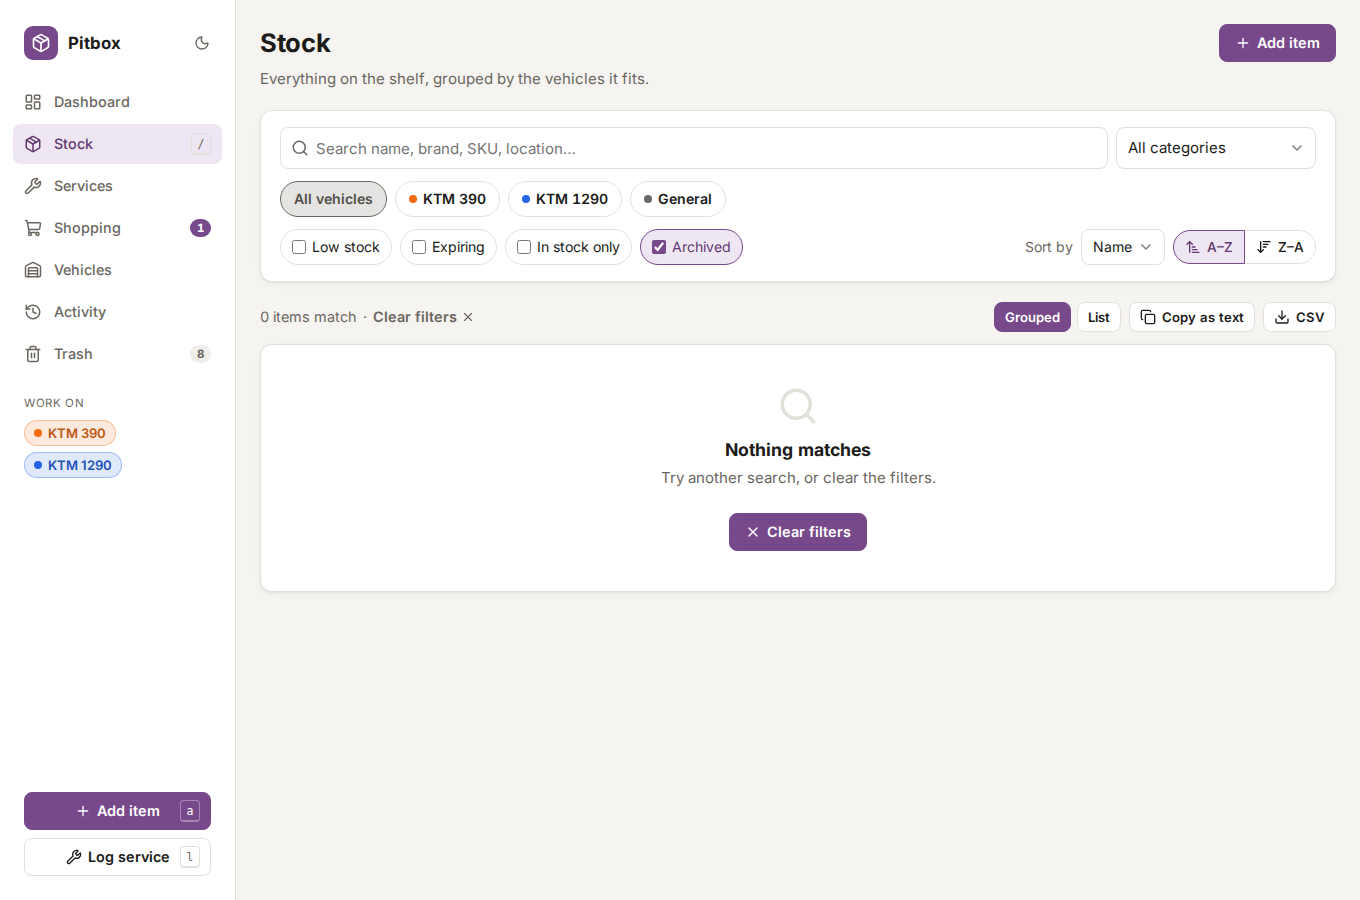 Pitbox
Dashboard
Stock /
Services
Shopping 1
Vehicles
Activity
Trash 8
WORK ON
KTM 390
KTM 1290
Add item a
Log service l
Stock
Add item
Everything on the shelf, grouped by the vehicles it fits.
Search name, brand, SKU, location...
All categories
All vehicles KTM 390 KTM 1290 General
Low stock Expiring In stock only Archived Sort by Name A–Z Z–A
0 items match · Clear filters Grouped List Copy as text CSV
Nothing matches
Try another search, or clear the filters.
Clear filters